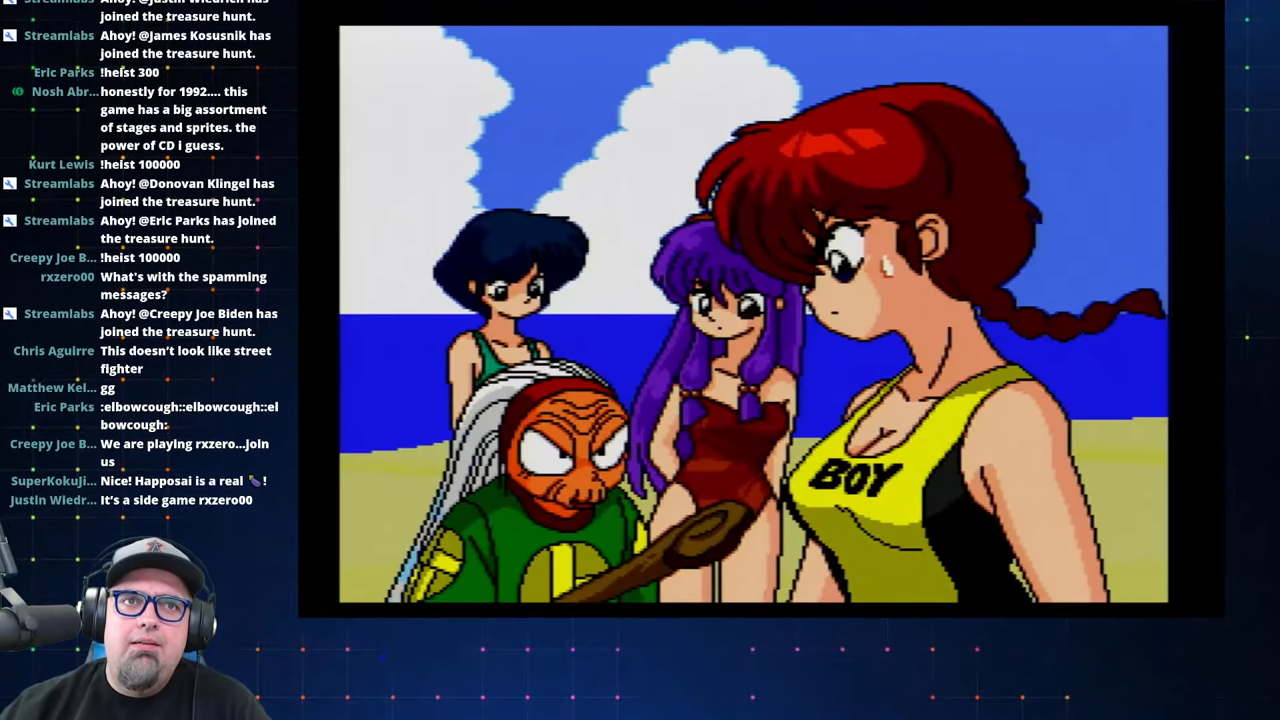 Streamlabs Ahoy! @Justin Wiedrich has
joined the treasure hunt.
Streamlabs Ahoy! @James Kosusnik has
joined the treasure hunt.
Eric Parks !heist 300
Nosh Abr... honestly for 1992.... this
game has a big assortment
of stages and sprites. the
power of CD i guess.
Kurt Lewis !heist 100000
Streamlabs Ahoy! @Donovan Klingel has
joined the treasure hunt.
Streamlabs Ahoy! @Eric Parks has joined
the treasure hunt.
Creepy Joe B... !heist 100000
rxzero00 What's with the spamming
messages?
Streamlabs Ahoy! @Creepy Joe Biden has
joined the treasure hunt.
Chris Aguirre This doesn't look like street
fighter
Matthew Kel... gg
Eric Parks :elbowcough::elbowcough::el
bowcough:
Creepy Joe B... We are playing rxzero...join
us
SuperKokuJi... Nice! Happosai is a real 🍆!
Justin Wiedr... It's a side game rxzero00
BOY